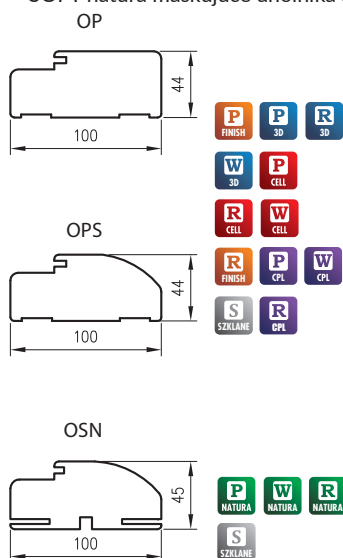 OP
44
100
P FINISH
P 3D
R 3D
W 3D
P CELL
R CELL
W CELL
OPS
R FINISH
P CPL
W CPL
44
100
S SZKLANE
R CPL
OSN
45
100
P NATURA
W NATURA
R NATURA
S SZKLANE